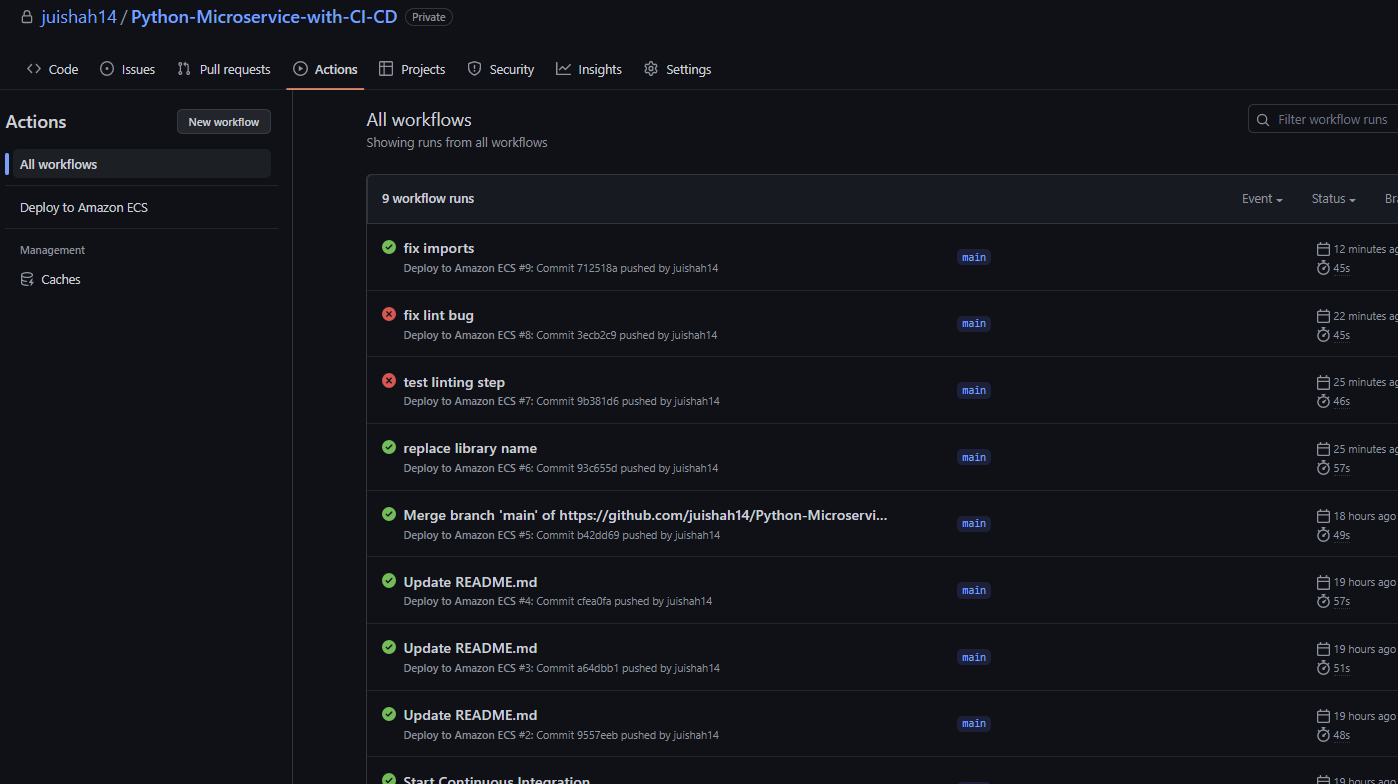 juishah14 / Python-Microservice-with-CI-CD Private
Code Issues Pull requests Actions Projects Security Insights Settings
Actions
New workflow
All workflows
Deploy to Amazon ECS
Management
Caches
All workflows
Showing runs from all workflows
Filter workflow runs
9 workflow runs
Event Status Bra
fix imports
Deploy to Amazon ECS #9: Commit 712518a pushed by juishah14
main
12 minutes ag
45s
fix lint bug
Deploy to Amazon ECS #8: Commit 3ecb2c9 pushed by juishah14
main
22 minutes ag
45s
test linting step
Deploy to Amazon ECS #7: Commit 9b381d6 pushed by juishah14
main
25 minutes ag
46s
replace library name
Deploy to Amazon ECS #6: Commit 93c655d pushed by juishah14
main
25 minutes ag
57s
Merge branch 'main' of https://github.com/juishah14/Python-Microservi...
Deploy to Amazon ECS #5: Commit b42dd69 pushed by juishah14
main
18 hours ago
49s
Update README.md
Deploy to Amazon ECS #4: Commit cfea0fa pushed by juishah14
main
19 hours ago
57s
Update README.md
Deploy to Amazon ECS #3: Commit a64dbb1 pushed by juishah14
main
19 hours ago
51s
Update README.md
Deploy to Amazon ECS #2: Commit 9557eeb pushed by juishah14
main
19 hours ago
48s
Start Continuous Integration
19 hours ago